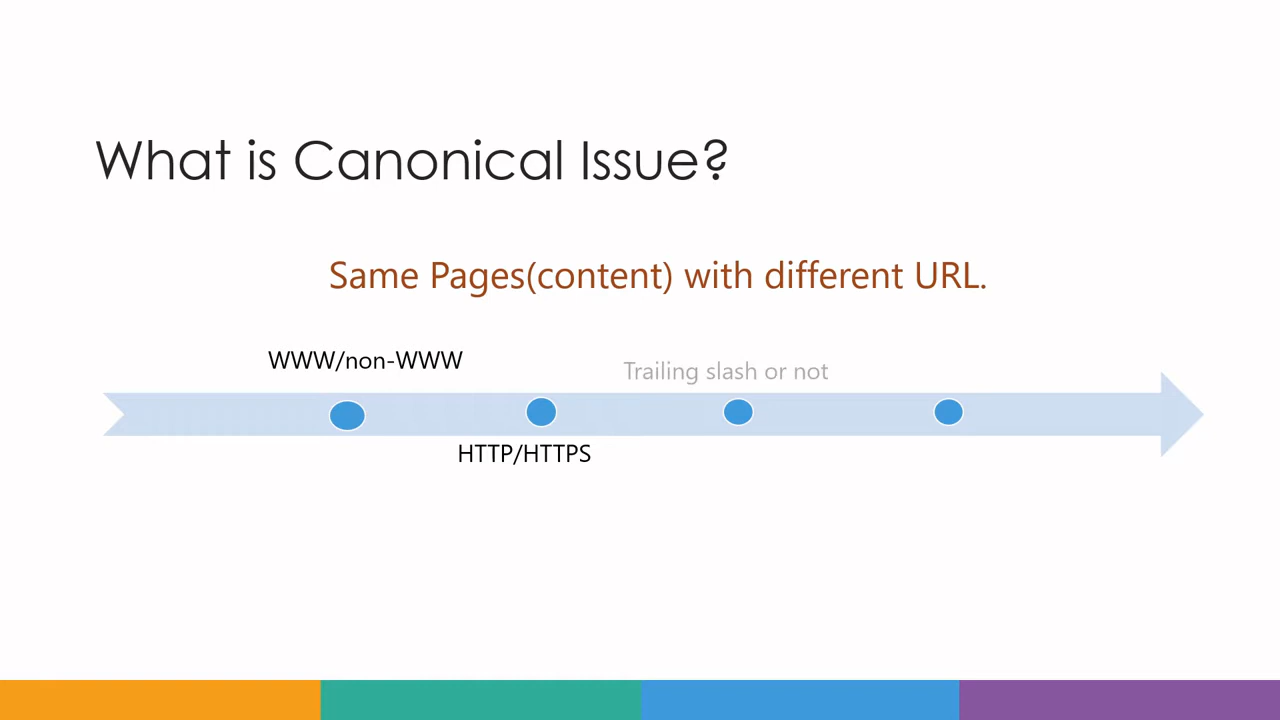 What is Canonical Issue?
Same Pages(content) with different URL.
WWW/non-WWW
Trailing slash or not
HTTP/HTTPS